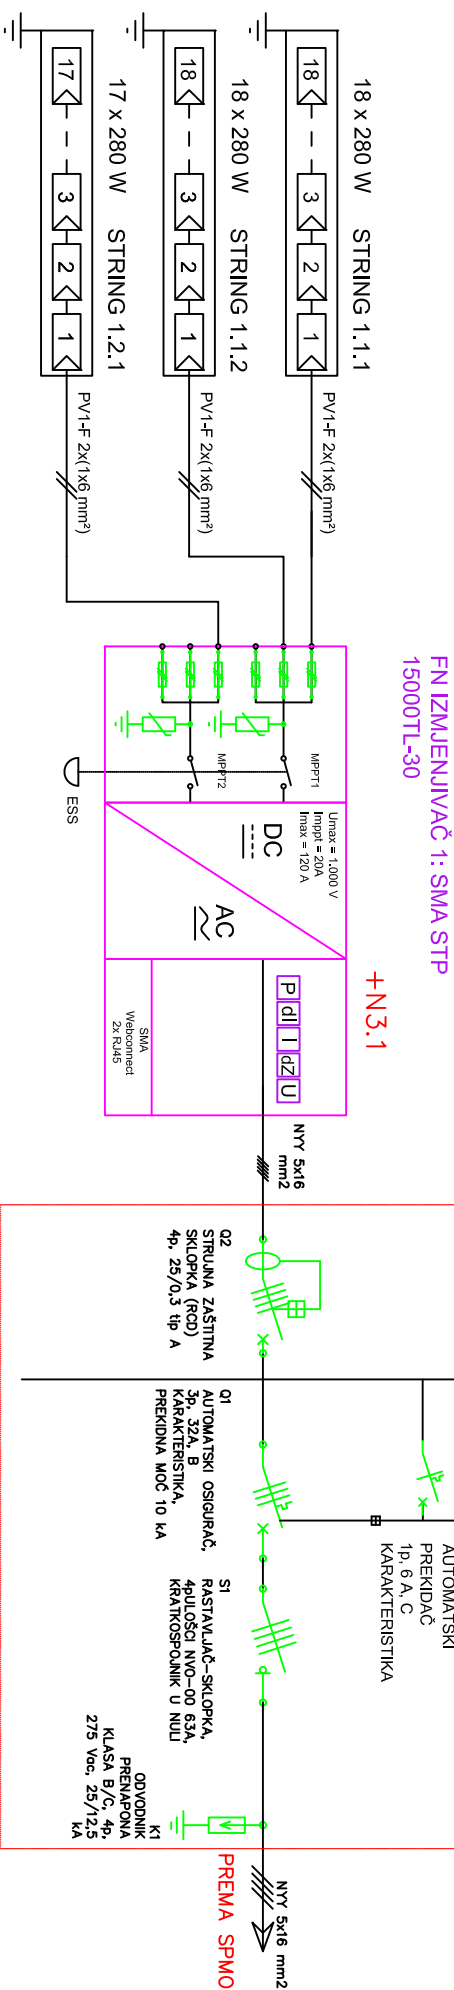 18 x 280 W STRING 1.1.1
18
3
2
1
PV1-F 2x(1x6 mm²)
18 x 280 W STRING 1.1.2
18
3
2
1
PV1-F 2x(1x6 mm²)
17 x 280 W STRING 1.2.1
17
3
2
1
PV1-F 2x(1x6 mm²)
FN IZMJENJIVAČ 1: SMA STP
15000TL-30
+N3.1
MPPT1
MPPT2
ESS
Umax = 1.000 V
Imppt = 20A
Imax = 120 A
DC
AC
P dI I dZ U
SMA
Webconnect
2x RJ45
NYY 5x16
mm2
Q2
STRUJNA ZAŠTITNA
SKLOPKA (RCD)
4p, 25/0,3 tip A
AUTOMATSKI
PREKIDAČ
1p, 6 A, C
KARAKTERISTIKA
Q1
AUTOMATSKI OSIGURAČ,
3p, 32A, B
KARAKTERISTIKA,
PREKIDNA MOČ 10 kA
S1
RASTAVLJAČ-SKLOPKA,
4pULOŠCI NVO-00 63A,
KRATKOSPOJNIK U NULI
K1
ODVODNIK
PRENAPONA
KLASA B/C, 4p,
275 Vac, 25/12,5
kA
NYY 5x16 mm2
PREMA SPMO